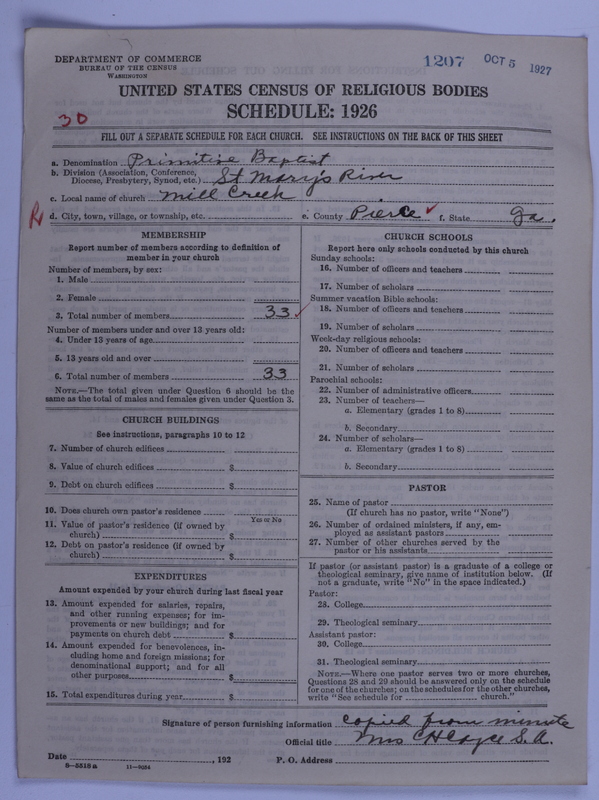 DEPARTMENT OF COMMERCE
BUREAU OF THE CENSUS
WASHINGTON
1207 OCT 5 1927
UNITED STATES CENSUS OF RELIGIOUS BODIES
SCHEDULE: 1926
30
FILL OUT A SEPARATE SCHEDULE FOR EACH CHURCH. SEE INSTRUCTIONS ON THE BACK OF THIS SHEET
a. Denomination Primitive Baptist
b. Division (Association, Conference,
Diocese, Presbytery, Synod, etc.) St Mary's River
c. Local name of church Mill Creek
R d. City, town, village, or township, etc. e. County Pierce f. State Ga.
MEMBERSHIP
Report number of members according to definition of
member in your church
Number of members, by sex:
1. Male
2. Female
3. Total number of members 33
Number of members under and over 13 years old:
4. Under 13 years of age
5. 13 years old and over
6. Total number of members 33
NOTE.—The total given under Question 6 should be the
same as the total of males and females given under Question 3.
CHURCH BUILDINGS
See instructions, paragraphs 10 to 12
7. Number of church edifices
8. Value of church edifices $
9. Debt on church edifices $
10. Does church own pastor's residence
Yes or No
11. Value of pastor's residence (if owned by
church) $
12. Debt on pastor's residence (if owned by
church) $
EXPENDITURES
Amount expended by your church during last fiscal year
13. Amount expended for salaries, repairs,
and other running expenses; for im-
provements or new buildings; and for
payments on church debt $
14. Amount expended for benevolences, in-
cluding home and foreign missions; for
denominational support; and for all
other purposes $
15. Total expenditures during year $
CHURCH SCHOOLS
Report here only schools conducted by this church
Sunday schools:
16. Number of officers and teachers
17. Number of scholars
Summer vacation Bible schools:
18. Number of officers and teachers
19. Number of scholars
Week-day religious schools:
20. Number of officers and teachers
21. Number of scholars
Parochial schools:
22. Number of administrative officers
23. Number of teachers—
a. Elementary (grades 1 to 8)
b. Secondary
24. Number of scholars—
a. Elementary (grades 1 to 8)
b. Secondary
PASTOR
25. Name of pastor
(If church has no pastor, write "None")
26. Number of ordained ministers, if any, em-
ployed as assistant pastors
27. Number of other churches served by the
pastor or his assistants
If pastor (or assistant pastor) is a graduate of a college or
theological seminary, give name of institution below. (If
not a graduate, write "No" in the space indicated.)
Pastor:
28. College
29. Theological seminary
Assistant pastor:
30. College
31. Theological seminary
NOTE.—Where one pastor serves two or more churches,
Questions 28 and 29 should be answered only on the schedule
for one of the churches; on the schedules for the other churches,
write "See schedule for church."
Signature of person furnishing information Copied from minute
Official title Mrs C H Cayce S.A.
Date , 192 P. O. Address
8—5518a 11—9034